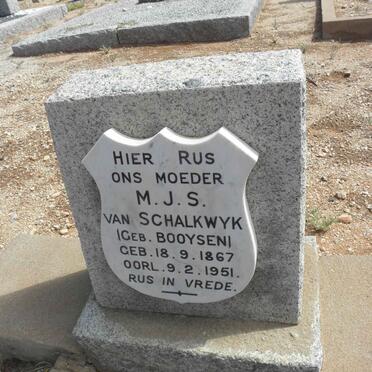 HIER RUS
ONS MOEDER
M.J.S.
VAN SCHALKWYK
(GEB. BOOYSEN)
GEB. 18.9.1867
OORL. 9.2.1951.
RUS IN VREDE.